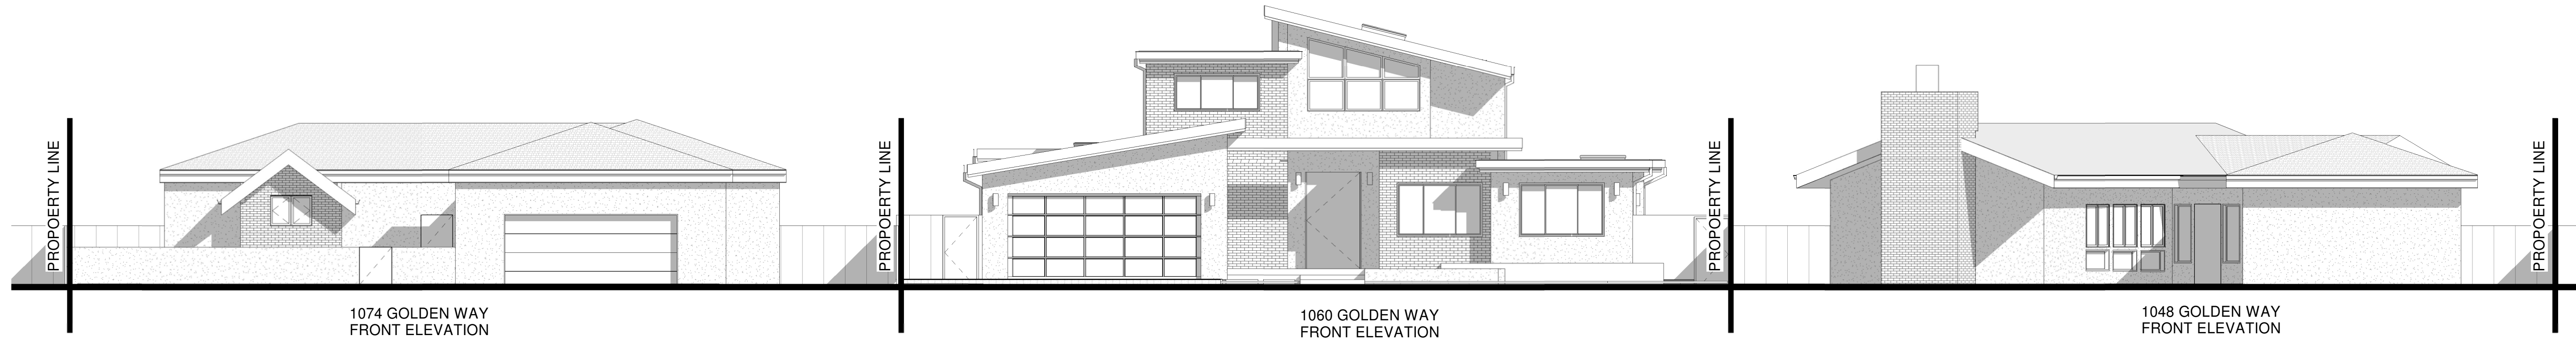 PROPOERTY LINE
1074 GOLDEN WAY
FRONT ELEVATION
PROPOERTY LINE
1060 GOLDEN WAY
FRONT ELEVATION
PROPOERTY LINE
1048 GOLDEN WAY
FRONT ELEVATION
PROPOERTY LINE